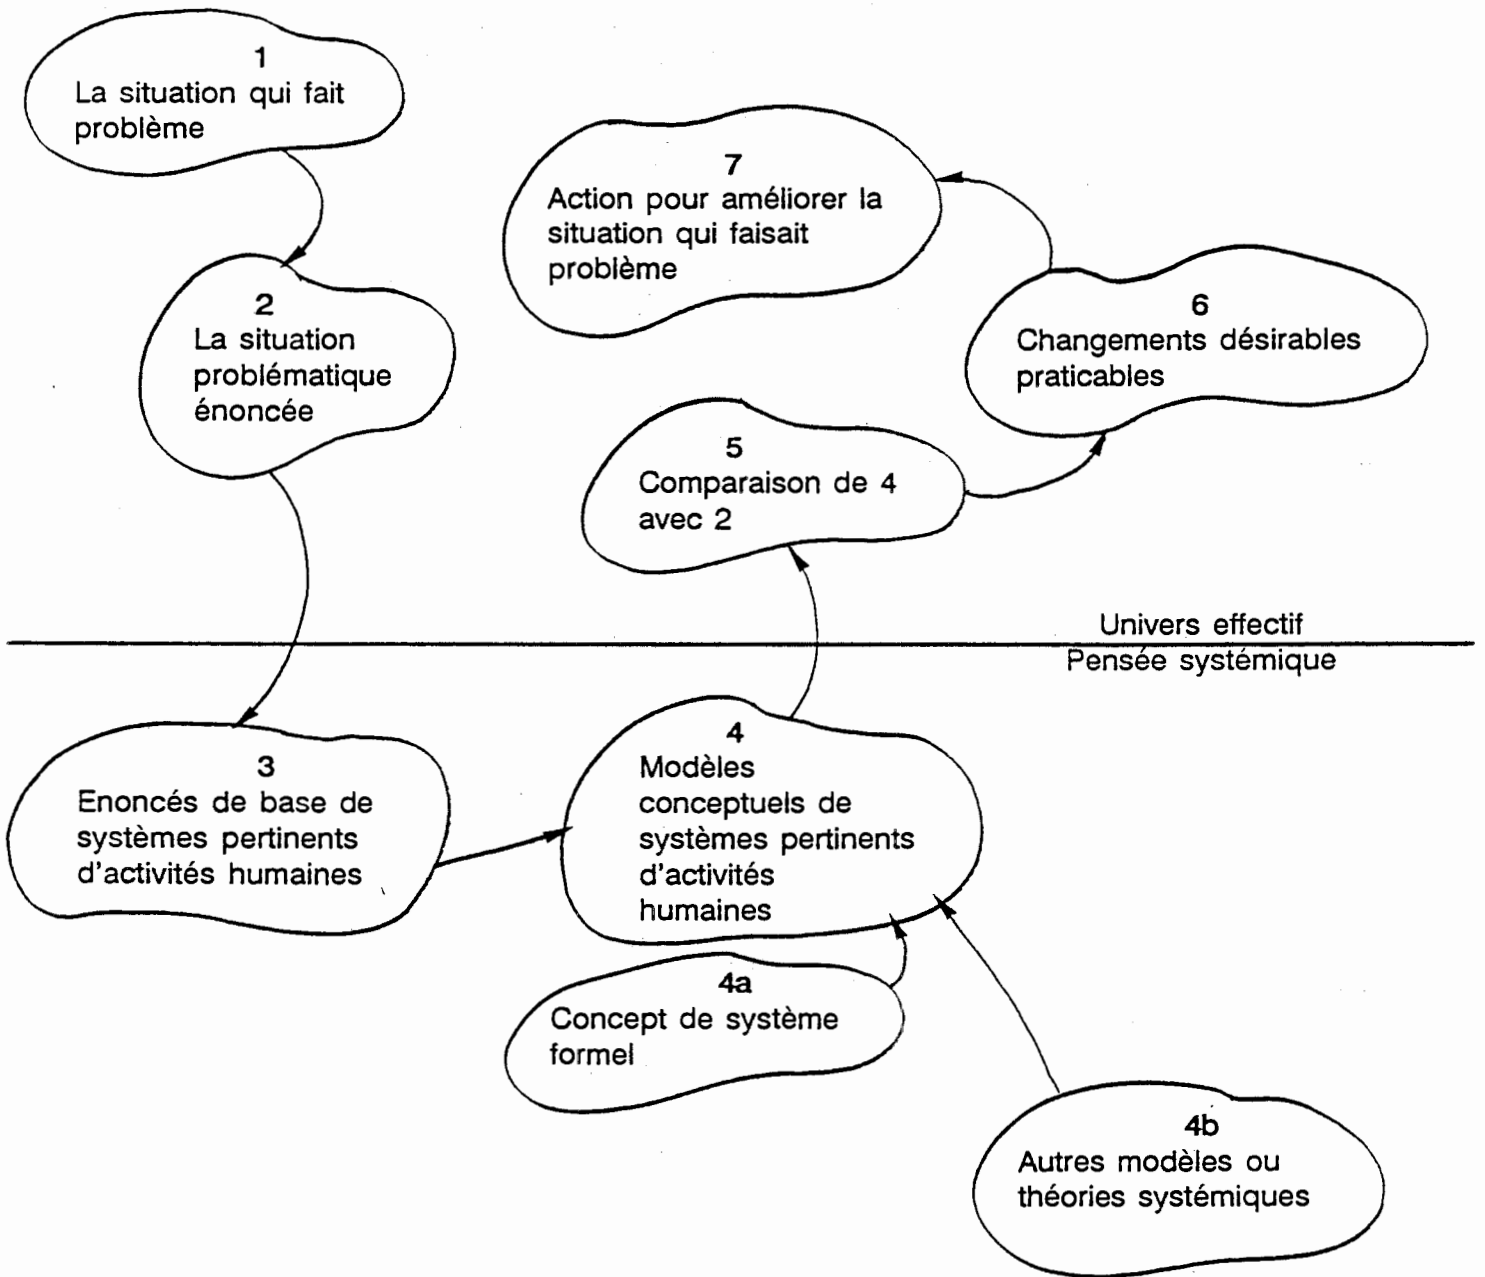 1
La situation qui fait
problème
2
La situation
problématique
énoncée
7
Action pour améliorer la
situation qui faisait
problème
6
Changements désirables
praticables
5
Comparaison de 4
avec 2
Univers effectif
Pensée systémique
3
Enoncés de base de
systèmes pertinents
d'activités humaines
4
Modèles
conceptuels de
systèmes pertinents
d'activités
humaines
4a
Concept de système
formel
4b
Autres modèles ou
théories systémiques